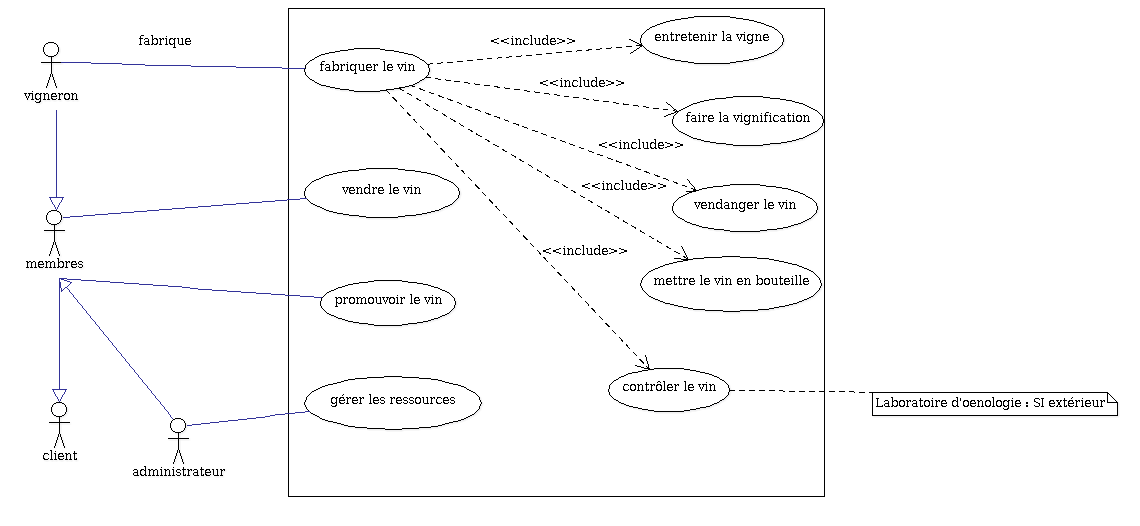 fabrique
vigneron
fabriquer le vin
<<include>>
entretenir la vigne
<<include>>
faire la vignification
<<include>>
vendanger le vin
<<include>>
mettre le vin en bouteille
<<include>>
contrôler le vin
membres
vendre le vin
promouvoir le vin
gérer les ressources
client
administrateur
Laboratoire d'oenologie : SI extérieur